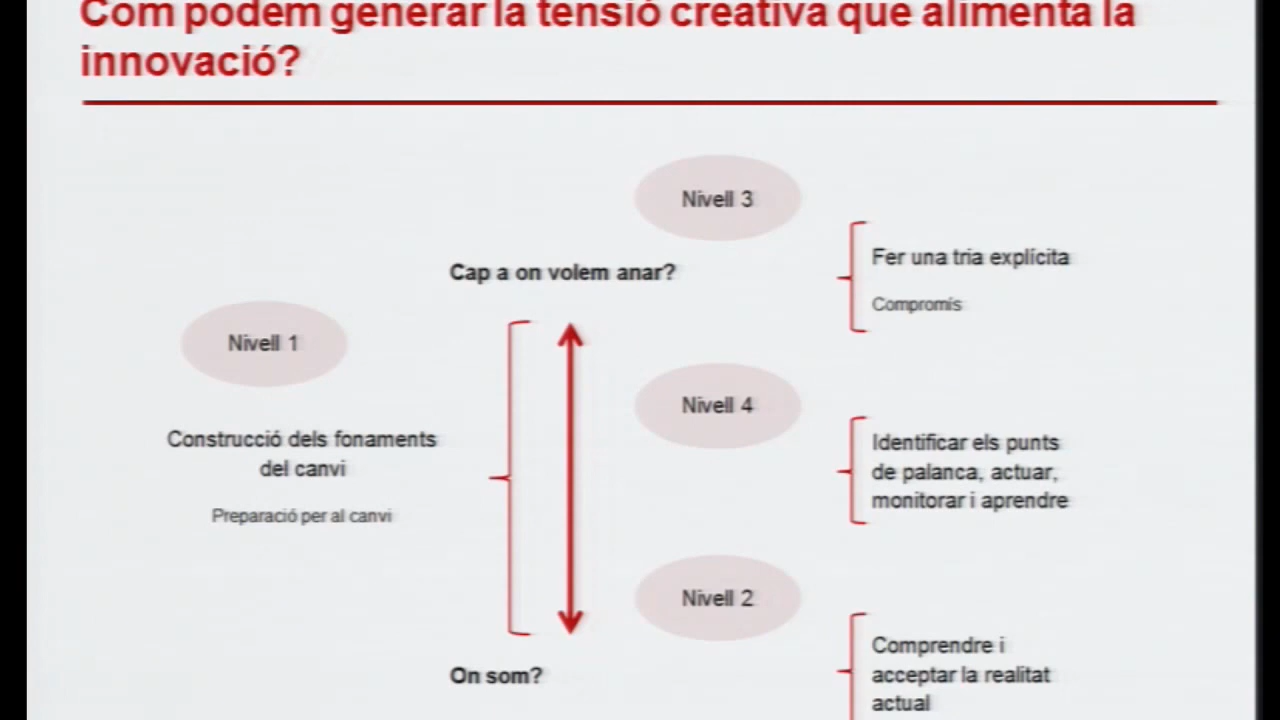 Com podem generar la tensió creativa que alimenta la
innovació?
Nivell 3
Cap a on volem anar?
Fer una tria explícita
Compromís
Nivell 1
Construcció dels fonaments
del canvi
Preparació per al canvi
Nivell 4
Identificar els punts
de palanca, actuar,
monitorar i aprendre
Nivell 2
On som?
Comprendre i
acceptar la realitat
actual